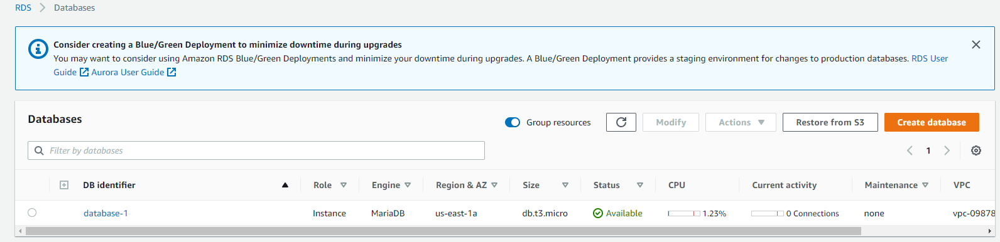 RDS > Databases
Consider creating a Blue/Green Deployment to minimize downtime during upgrades
You may want to consider using Amazon RDS Blue/Green Deployments and minimize your downtime during upgrades. A Blue/Green Deployment provides a staging environment for changes to production databases. RDS User
Guide Aurora User Guide
Databases Group resources Modify Actions Restore from S3 Create database
Filter by databases 1
DB identifier Role Engine Region & AZ Size Status CPU Current activity Maintenance VPC
database-1 Instance MariaDB us-east-1a db.t3.micro Available 1.23% 0 Connections none vpc-09878